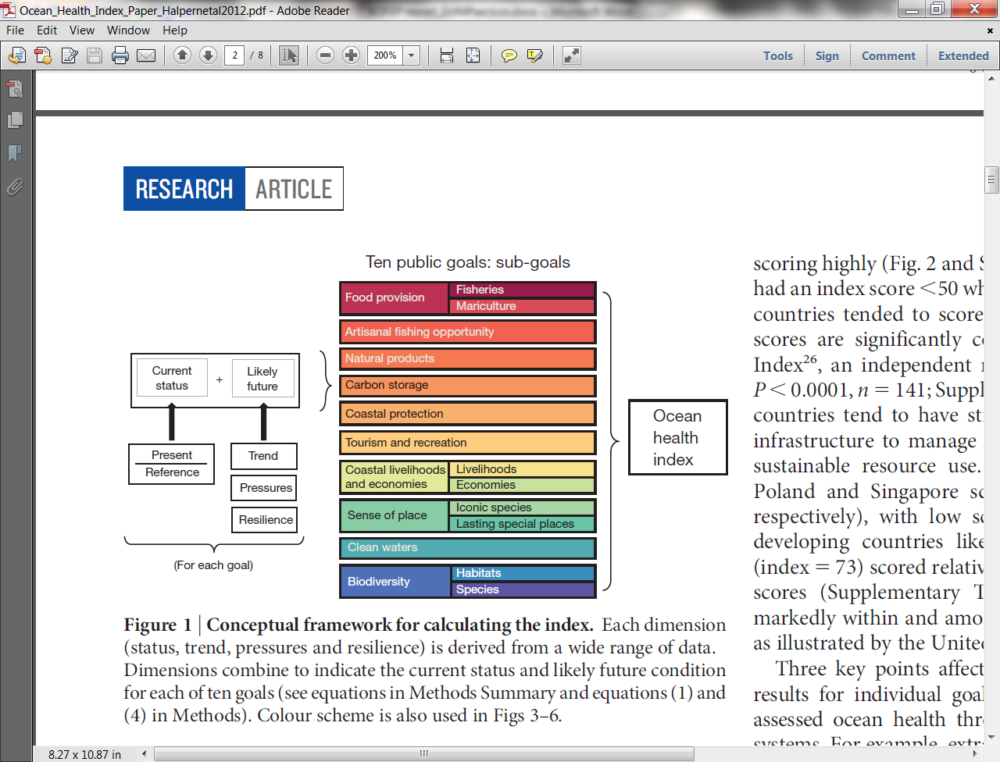 Ocean_Health_Index_Paper_Halpernetal2012.pdf - Adobe Reader
File Edit View Window Help
2 / 8
200%
Tools Sign Comment Extended
RESEARCH ARTICLE
Ten public goals: sub-goals
Food provision
Fisheries
Mariculture
Artisanal fishing opportunity
Natural products
Carbon storage
Coastal protection
Tourism and recreation
Coastal livelihoods
and economies
Livelihoods
Economies
Sense of place
Iconic species
Lasting special places
Clean waters
Biodiversity
Habitats
Species
Current
status
+
Likely
future
Present
Reference
Trend
Pressures
Resilience
(For each goal)
Ocean
health
index
Figure 1 | Conceptual framework for calculating the index. Each dimension
(status, trend, pressures and resilience) is derived from a wide range of data.
Dimensions combine to indicate the current status and likely future condition
for each of ten goals (see equations in Methods Summary and equations (1) and
(4) in Methods). Colour scheme is also used in Figs 3–6.
scoring highly (Fig. 2 and
had an index score <50
countries tended to score
scores are significantly
Index26, an independent
P < 0.0001, n = 141;
countries tend to have
infrastructure to manage
sustainable resource use.
Poland and Singapore
respectively), with low
developing countries like
(index = 73) scored
scores (Supplementary
markedly within and
as illustrated by the
Three key points affect
results for individual
assessed ocean health
systems. For example,
8.27 x 10.87 in